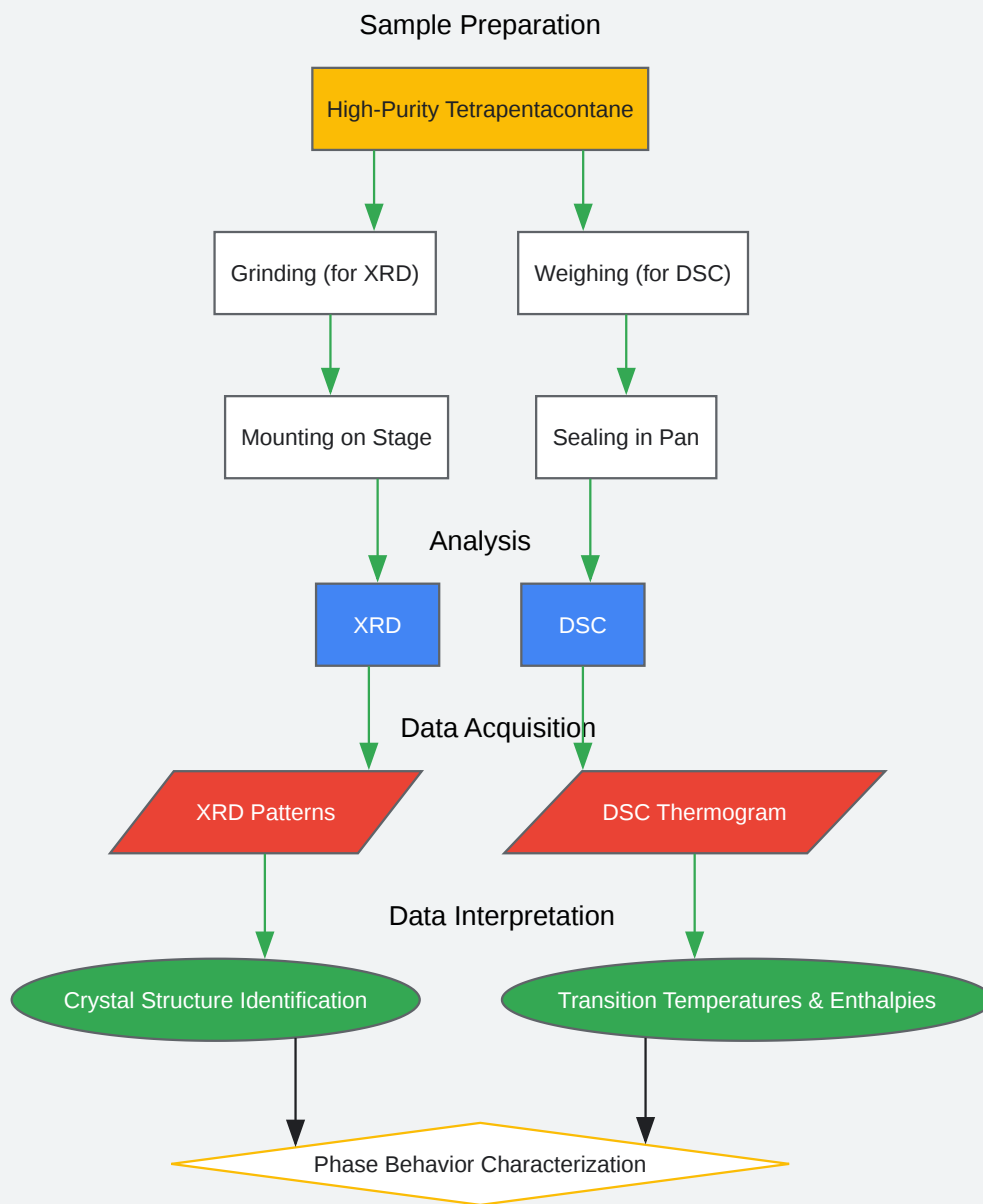 Sample Preparation
High-Purity Tetrapentacontane
Grinding (for XRD)
Weighing (for DSC)
Mounting on Stage
Sealing in Pan
Analysis
XRD
DSC
Data Acquisition
XRD Patterns
DSC Thermogram
Data Interpretation
Crystal Structure Identification
Transition Temperatures & Enthalpies
Phase Behavior Characterization